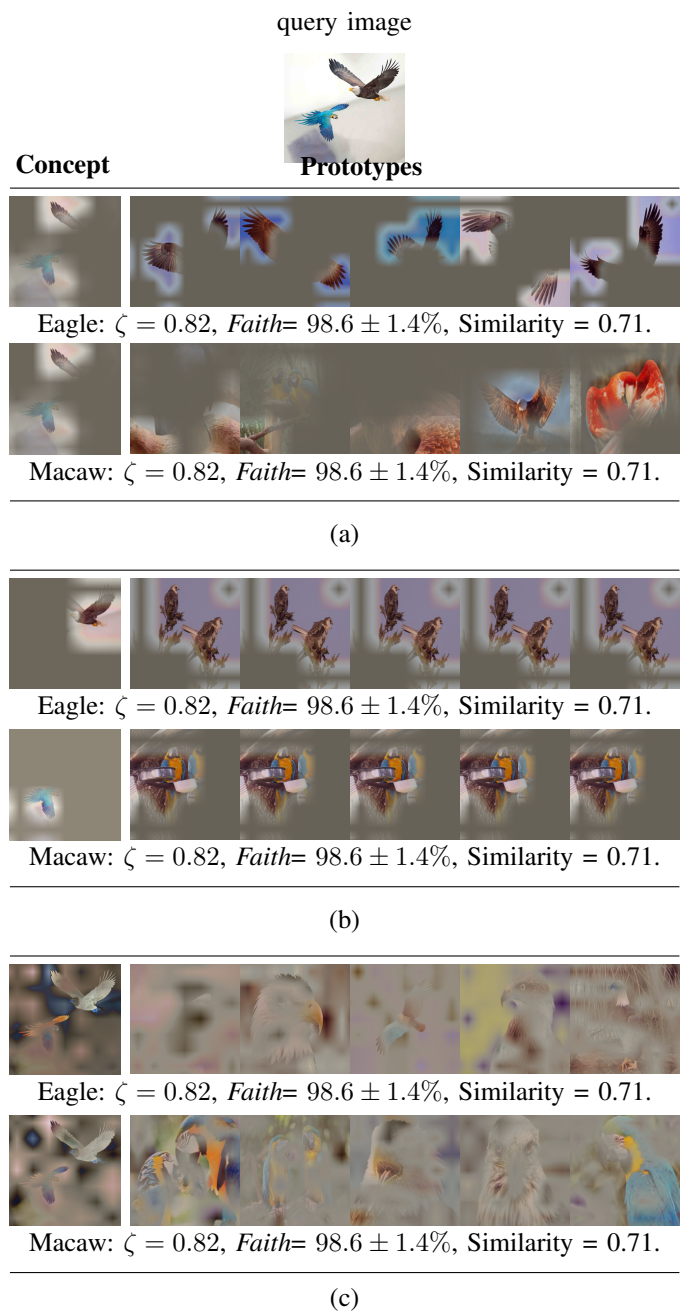 query image
Concept Prototypes
Eagle: ζ = 0.82, Faith= 98.6 ± 1.4%, Similarity = 0.71.
Macaw: ζ = 0.82, Faith= 98.6 ± 1.4%, Similarity = 0.71.
(a)
Eagle: ζ = 0.82, Faith= 98.6 ± 1.4%, Similarity = 0.71.
Macaw: ζ = 0.82, Faith= 98.6 ± 1.4%, Similarity = 0.71.
(b)
Eagle: ζ = 0.82, Faith= 98.6 ± 1.4%, Similarity = 0.71.
Macaw: ζ = 0.82, Faith= 98.6 ± 1.4%, Similarity = 0.71.
(c)